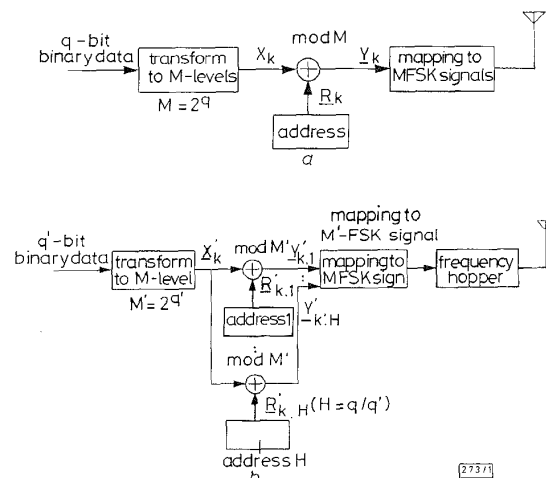 q-bit
binary data
transform
to M-levels
M = 2^q
X_k
mod M
Y_k
R_k
address
a
mapping to
MFSK signals
q'-bit
binary data
transform
to M-level
M' = 2^q'
X'_k
mod M'
Y'_k,1
R'_k,1
address1
Y'_k,H
mod M'
R'_k,H (H = q/q')
address H
b
mapping to
M'-FSK signal
mapping to
MFSK sign
frequency
hopper
273/1